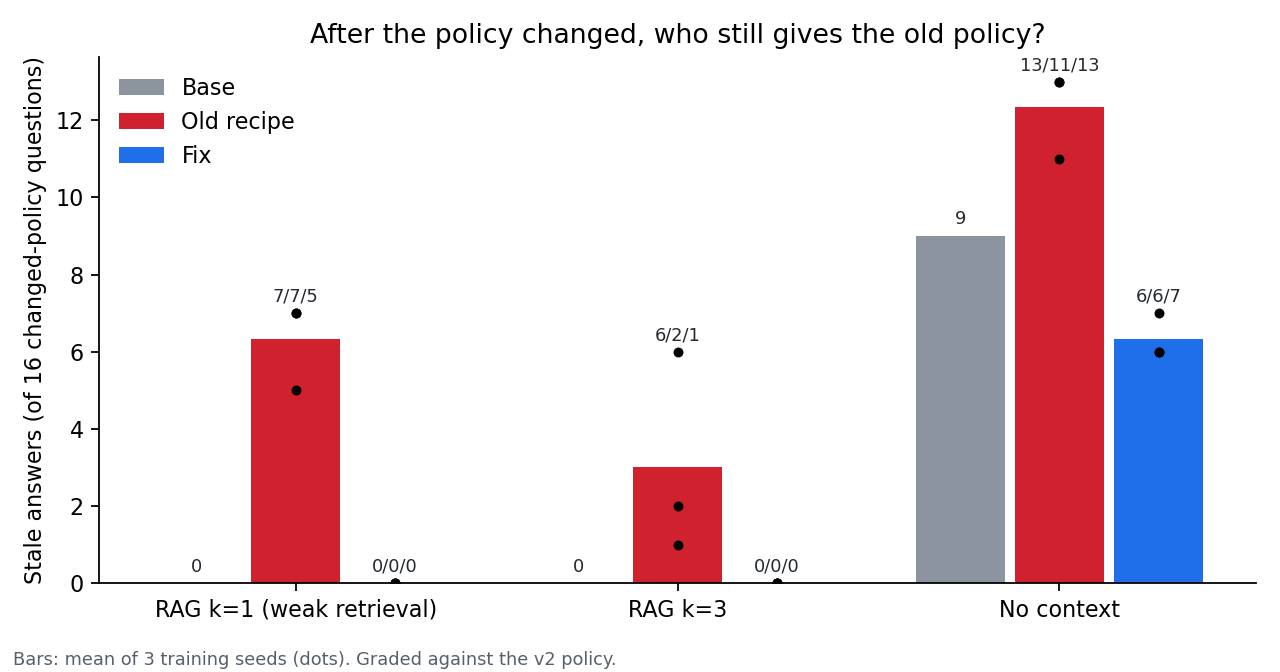 After the policy changed, who still gives the old policy?
Stale answers (of 16 changed-policy questions)
Base
Old recipe
Fix
12
10
8
6
4
2
0
0
7/7/5
0/0/0
0
6/2/1
0/0/0
9
13/11/13
6/6/7
RAG k=1 (weak retrieval)
RAG k=3
No context
Bars: mean of 3 training seeds (dots). Graded against the v2 policy.